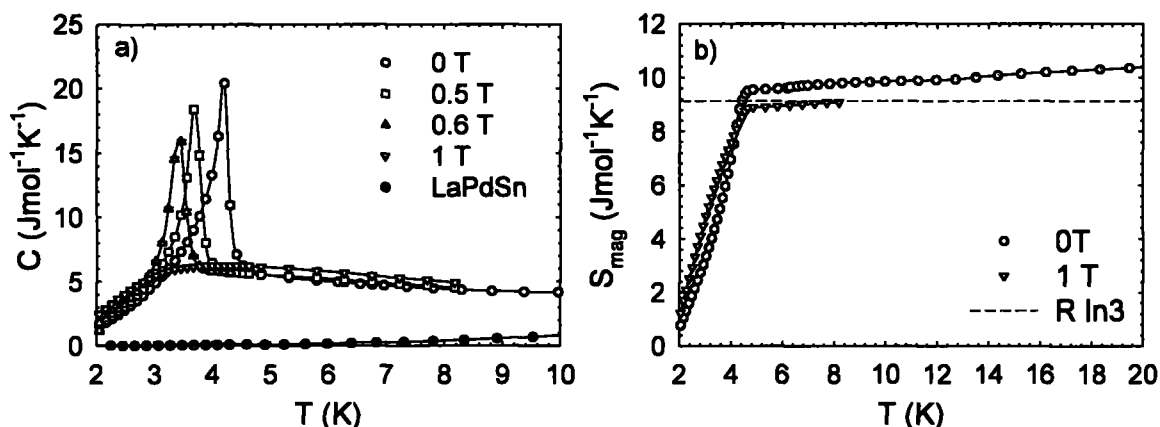 a)
25
20
15
10
5
0
C (Jmol⁻¹K⁻¹)
0 T
0.5 T
0.6 T
1 T
LaPdSn
2 3 4 5 6 7 8 9 10
T (K)
b)
12
10
8
6
4
2
0
S_mag (Jmol⁻¹K⁻¹)
0T
1 T
R ln3
2 4 6 8 10 12 14 16 18 20
T (K)